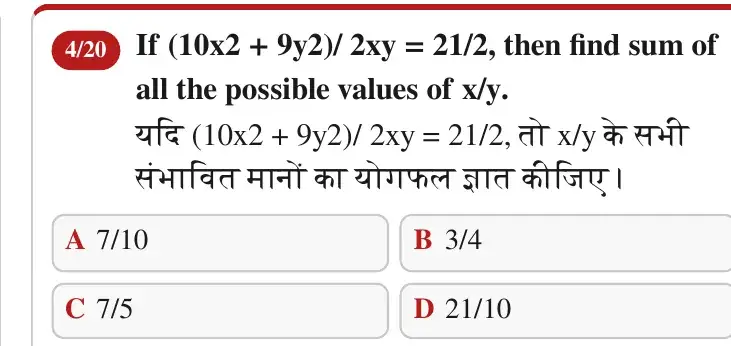 4/20 If (10x2 + 9y2)/ 2xy = 21/2, then find sum of
all the possible values of x/y.
यदि (10x2 + 9y2)/ 2xy = 21/2, तो x/y के सभी
संभावित मानों का योगफल ज्ञात कीजिए।
A 7/10
B 3/4
C 7/5
D 21/10